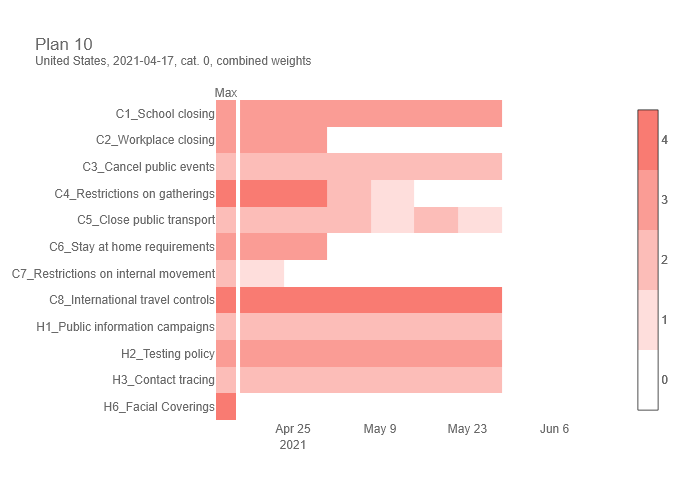 Plan 10
United States, 2021-04-17, cat. 0, combined weights
Max
C1_School closing
C2_Workplace closing
C3_Cancel public events
C4_Restrictions on gatherings
C5_Close public transport
C6_Stay at home requirements
C7_Restrictions on internal movement
C8_International travel controls
H1_Public information campaigns
H2_Testing policy
H3_Contact tracing
H6_Facial Coverings
Apr 25 May 9 May 23 Jun 6
2021
4
3
2
1
0